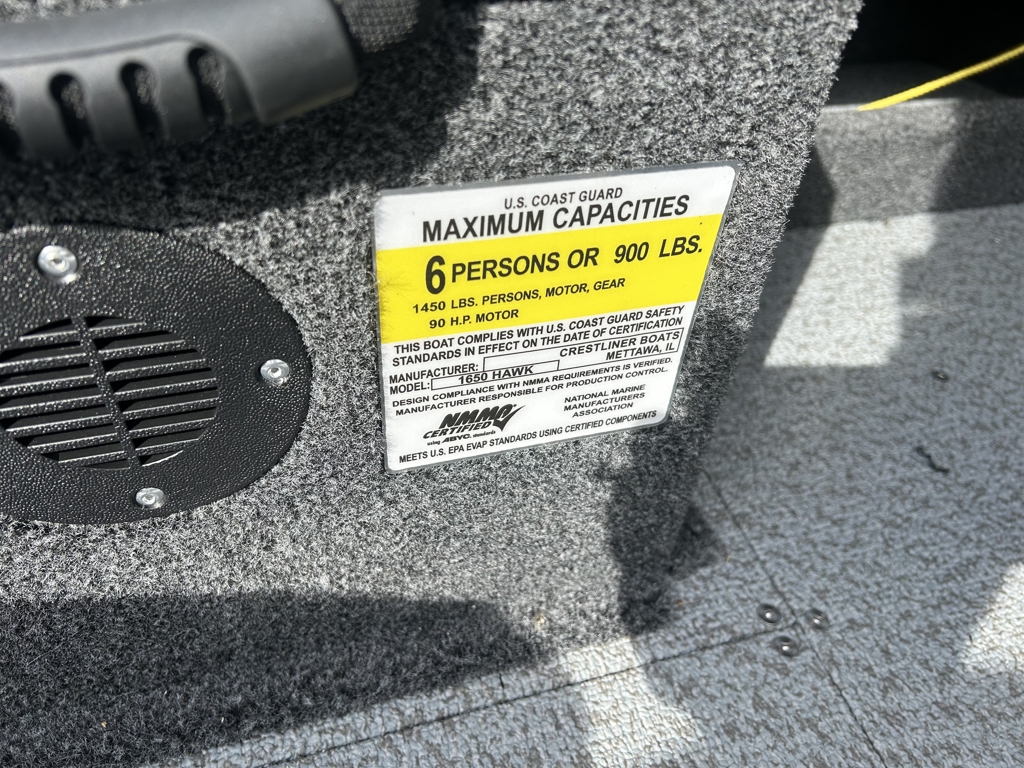 U.S. COAST GUARD
MAXIMUM CAPACITIES
6 PERSONS OR 900 LBS.
1450 LBS. PERSONS, MOTOR, GEAR
90 H.P. MOTOR
THIS BOAT COMPLIES WITH U.S. COAST GUARD SAFETY
STANDARDS IN EFFECT ON THE DATE OF CERTIFICATION
MANUFACTURER: CRESTLINER BOATS
METTAWA, IL
MODEL: 1650 HAWK
DESIGN COMPLIANCE WITH NMMA REQUIREMENTS IS VERIFIED.
MANUFACTURER RESPONSIBLE FOR PRODUCTION CONTROL.
NMMA
CERTIFIED
using ABYC standards
NATIONAL MARINE
MANUFACTURERS
ASSOCIATION
MEETS U.S. EPA EVAP STANDARDS USING CERTIFIED COMPONENTS